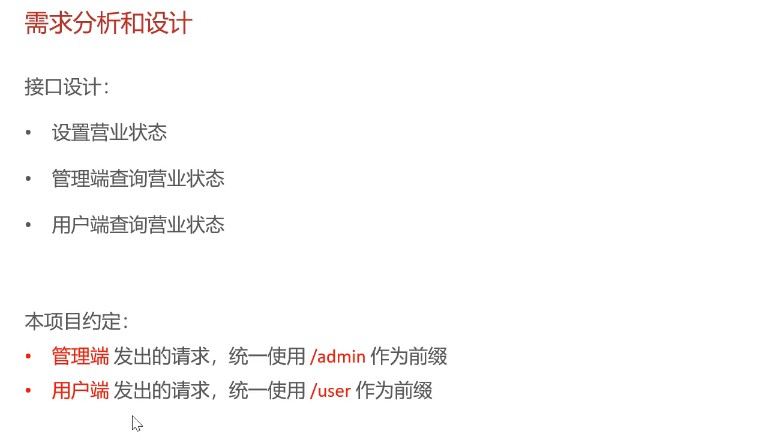 需求分析和设计
接口设计：
• 设置营业状态
• 管理端查询营业状态
• 用户端查询营业状态
本项目约定：
• 管理端 发出的请求，统一使用 /admin 作为前缀
• 用户端 发出的请求，统一使用 /user 作为前缀